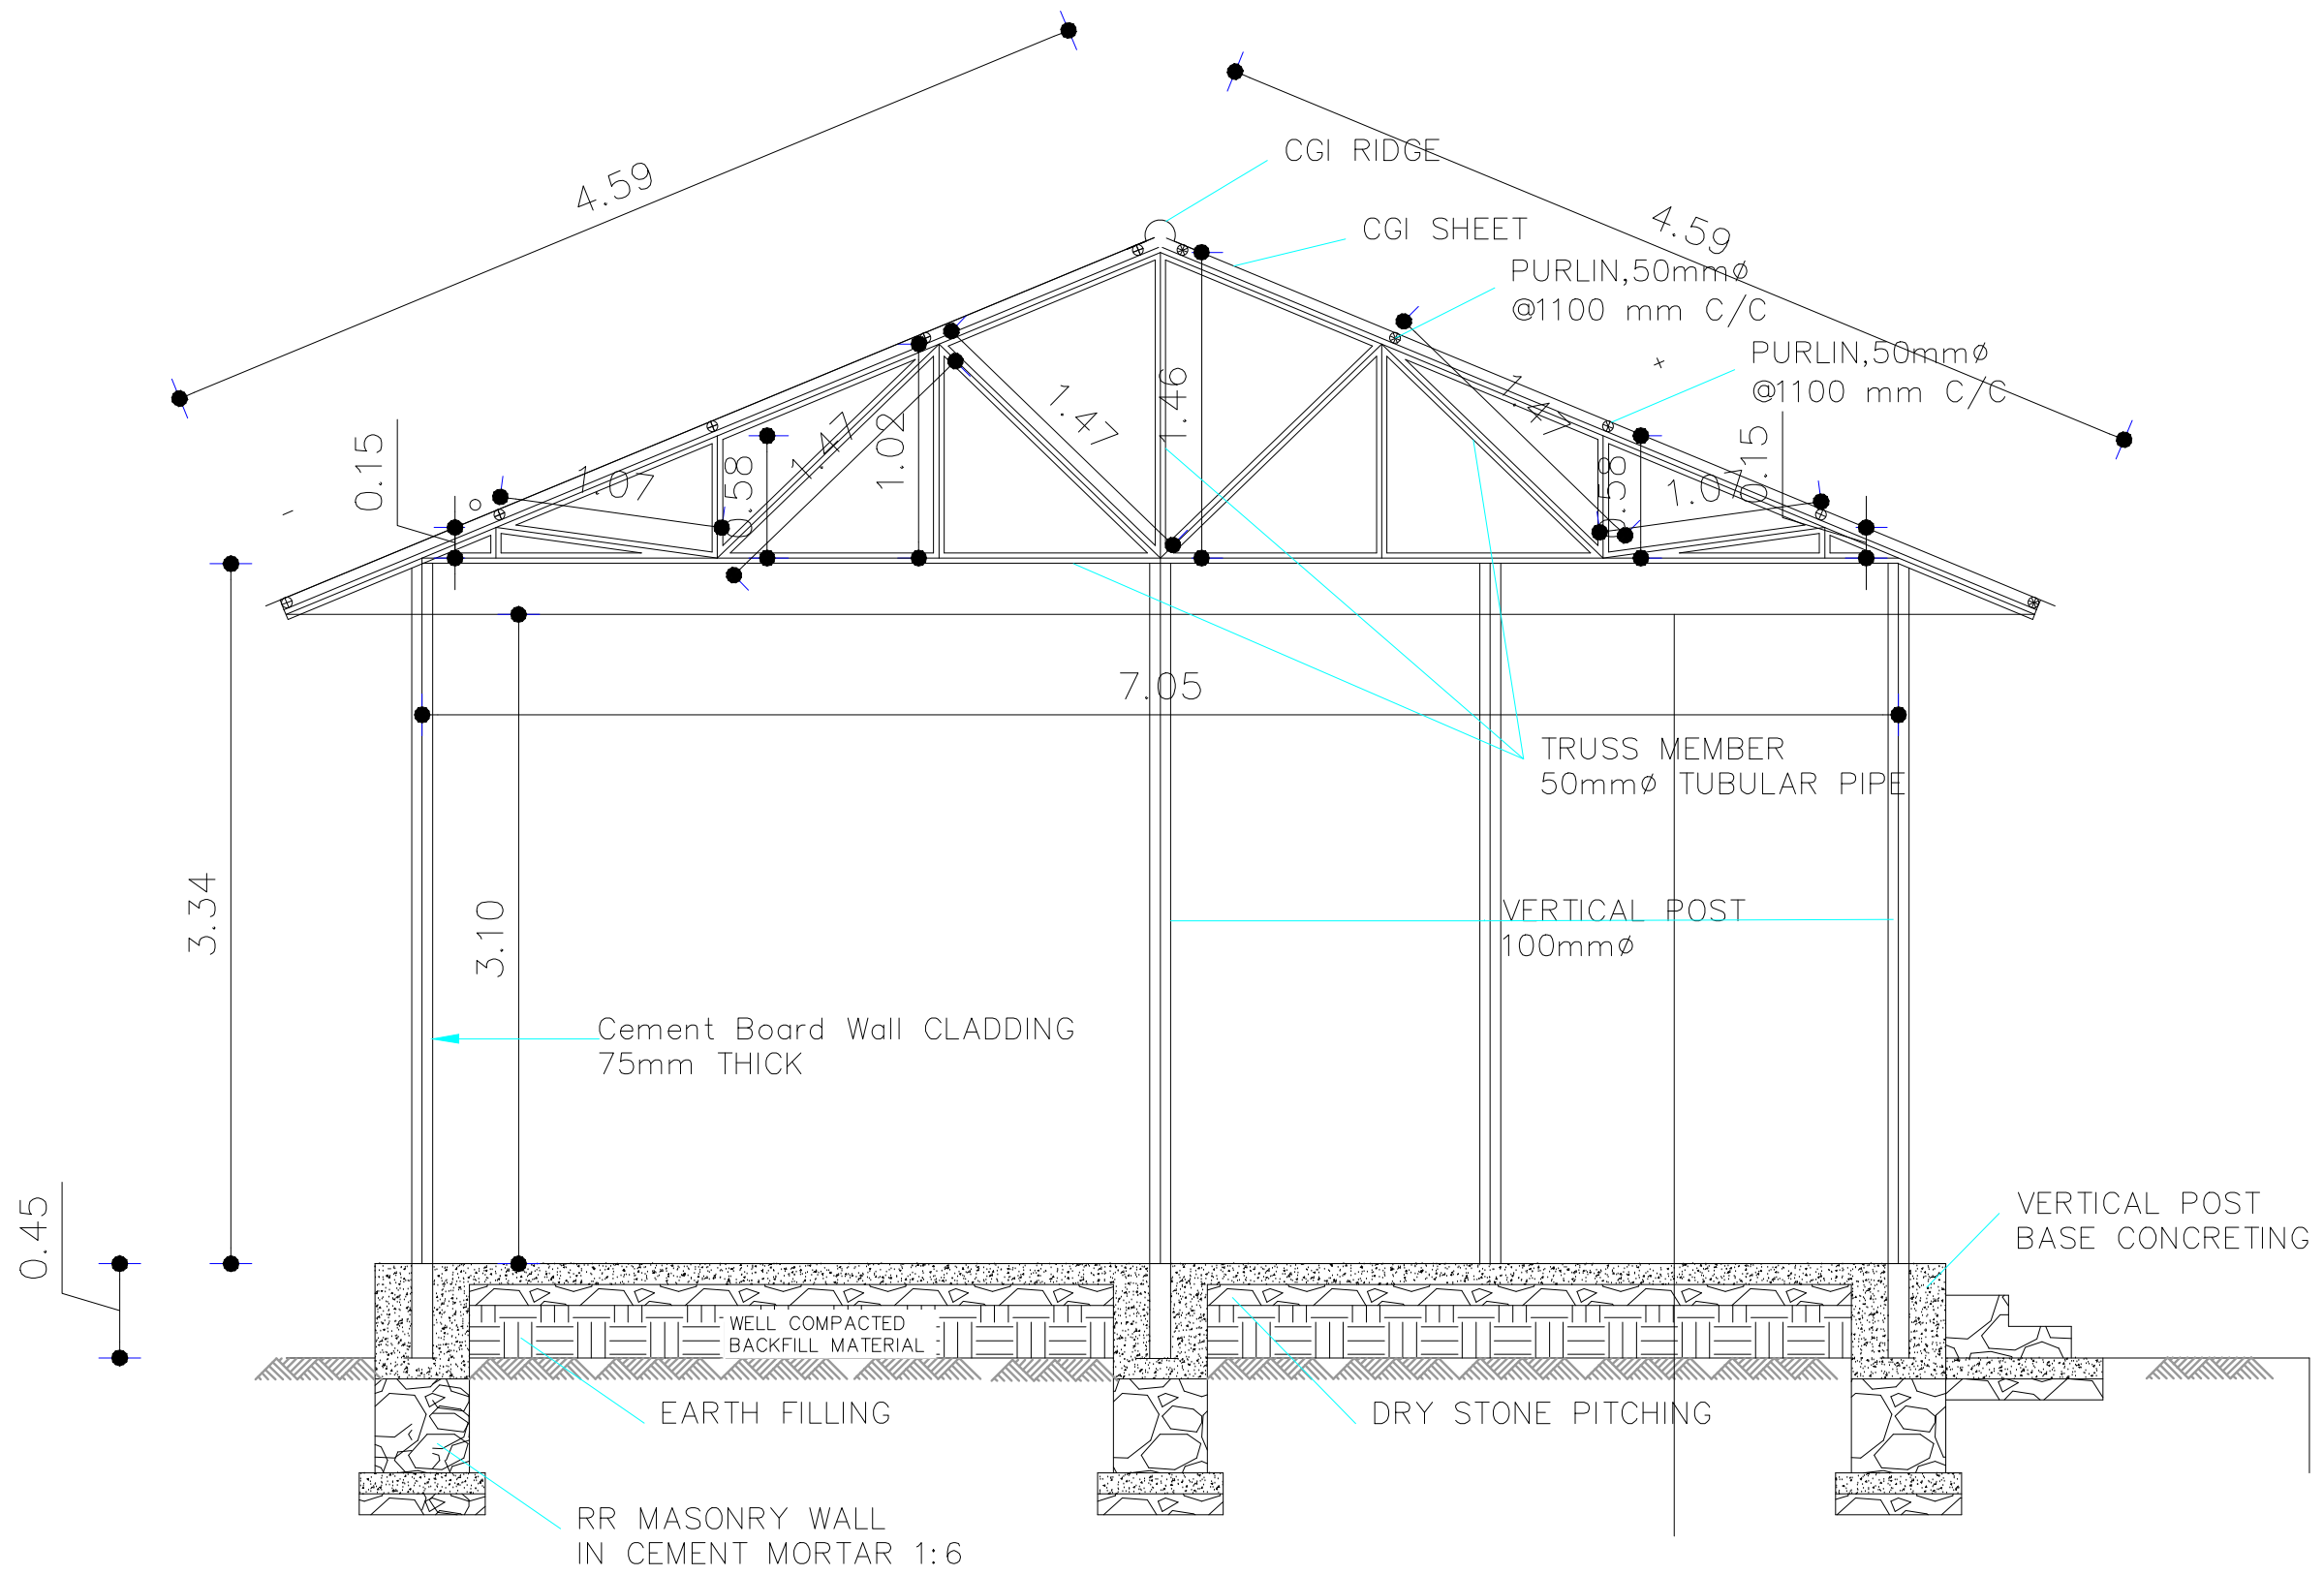 4.59
4.59
CGI RIDGE
CGI SHEET
PURLIN,50mmø
@1100 mm C/C
PURLIN,50mmø
@1100 mm C/C
0.15
1.07
0.58
1.47
1.02
1.47
1.46
1.47
0.58
1.07
0.15
7.05
TRUSS MEMBER
50mmø TUBULAR PIPE
3.34
3.10
VERTICAL POST
100mmø
Cement Board Wall CLADDING
75mm THICK
0.45
VERTICAL POST
BASE CONCRETING
WELL COMPACTED
BACKFILL MATERIAL
EARTH FILLING
DRY STONE PITCHING
RR MASONRY WALL
IN CEMENT MORTAR 1:6